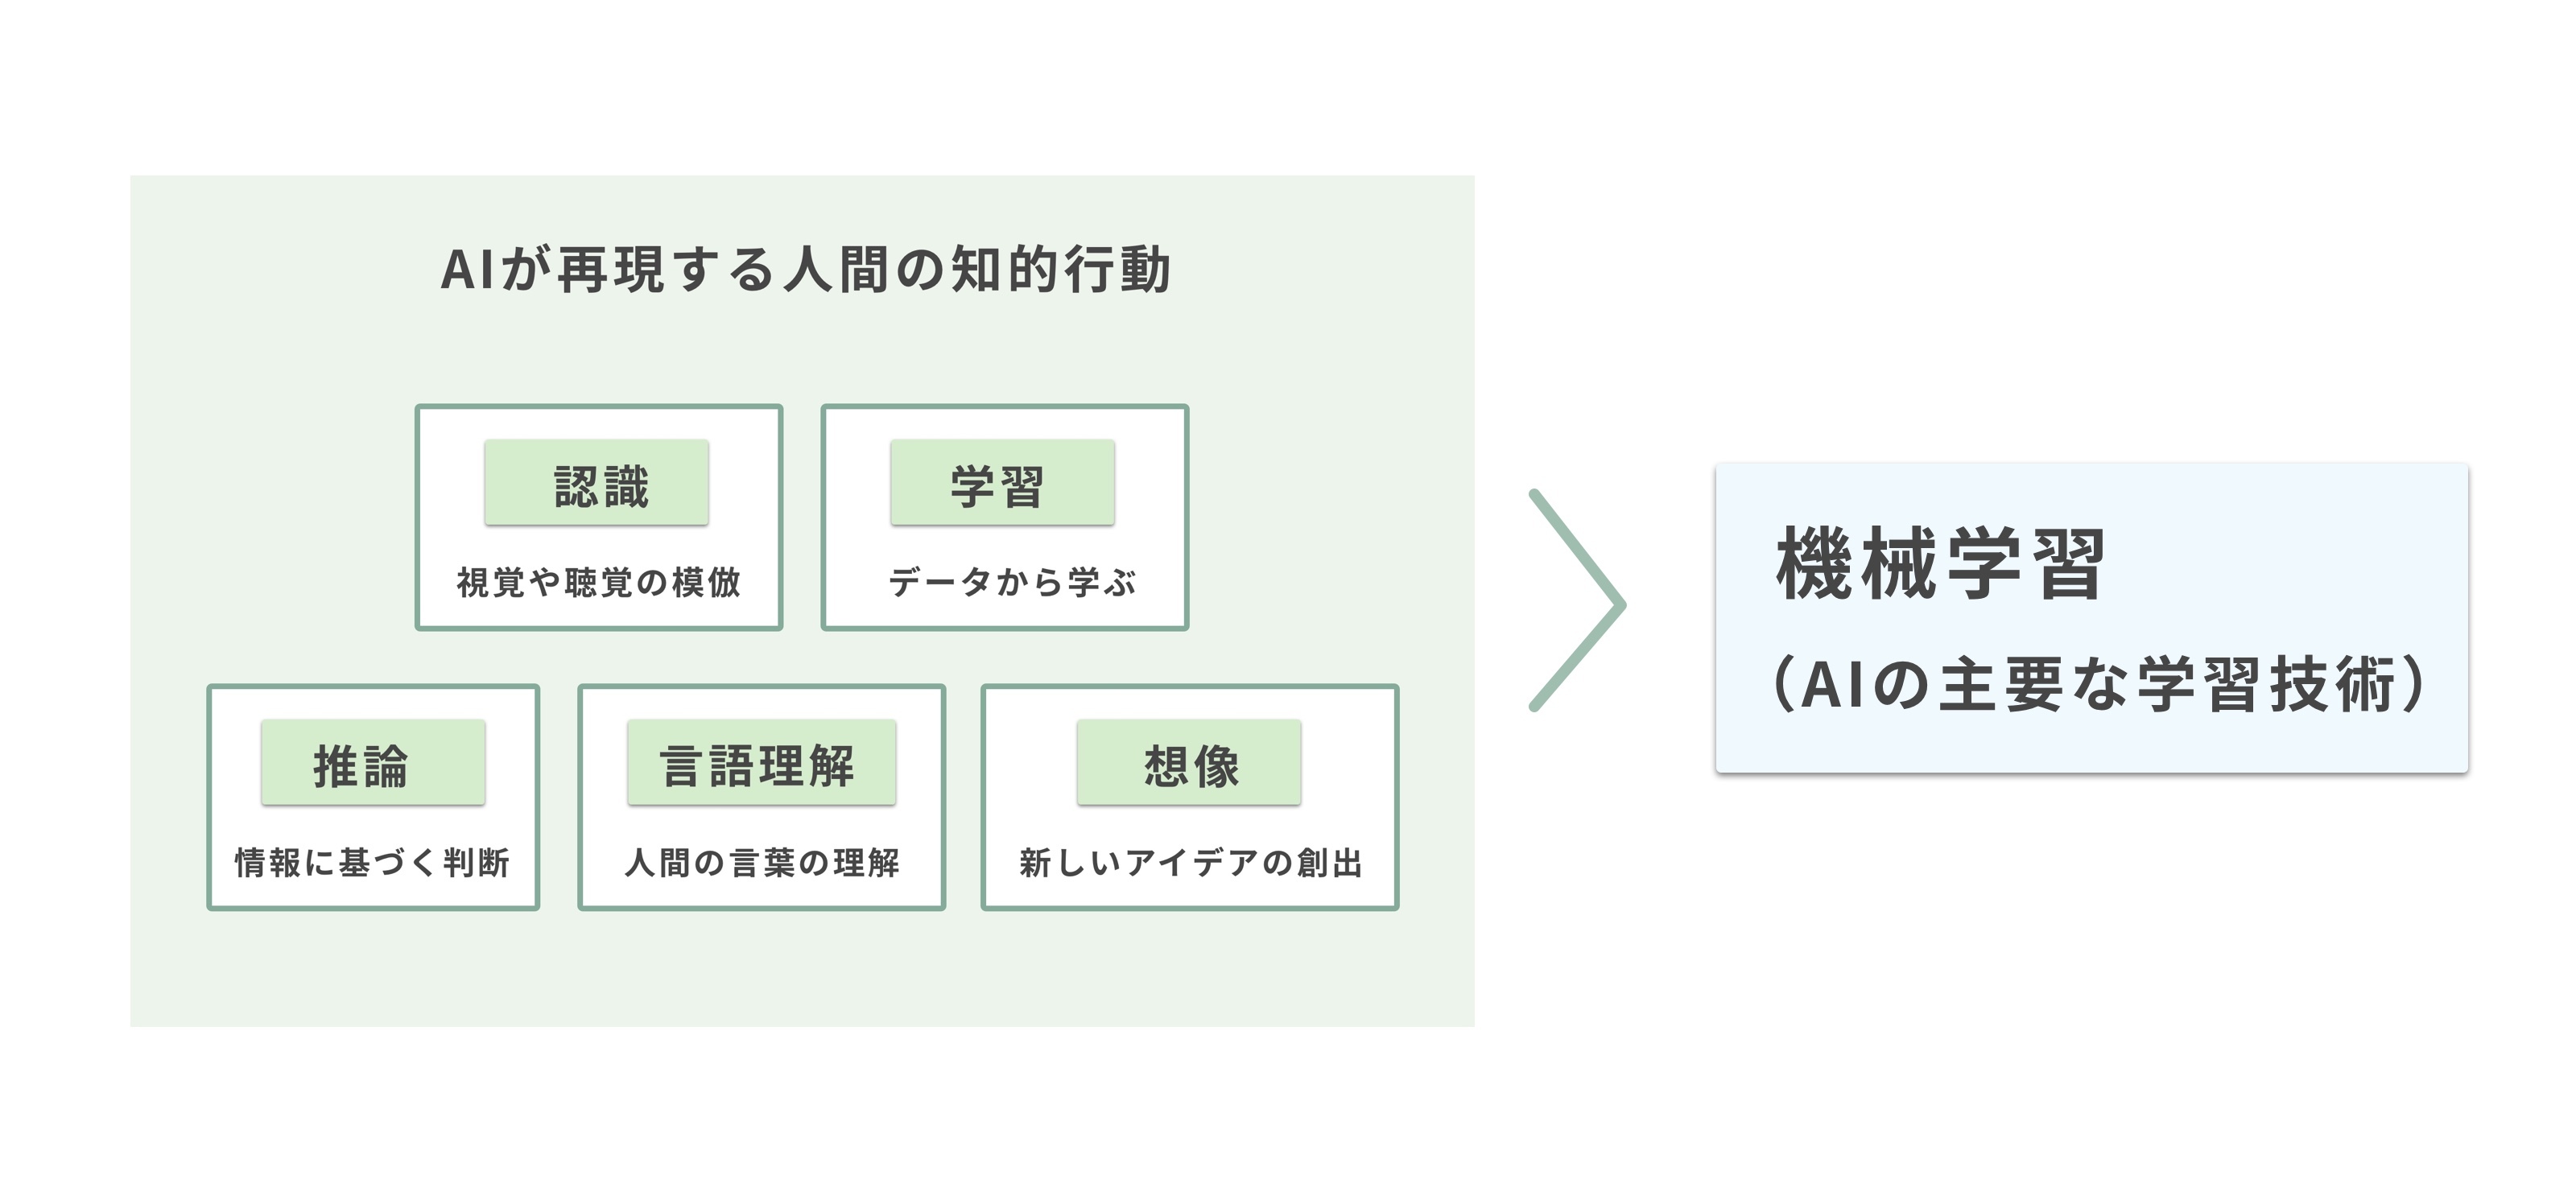 AIが再現する人間の知的行動
認識
視覚や聴覚の模倣
学習
データから学ぶ
推論
情報に基づく判断
言語理解
人間の言葉の理解
想像
新しいアイデアの創出
機械学習
（AIの主要な学習技術）